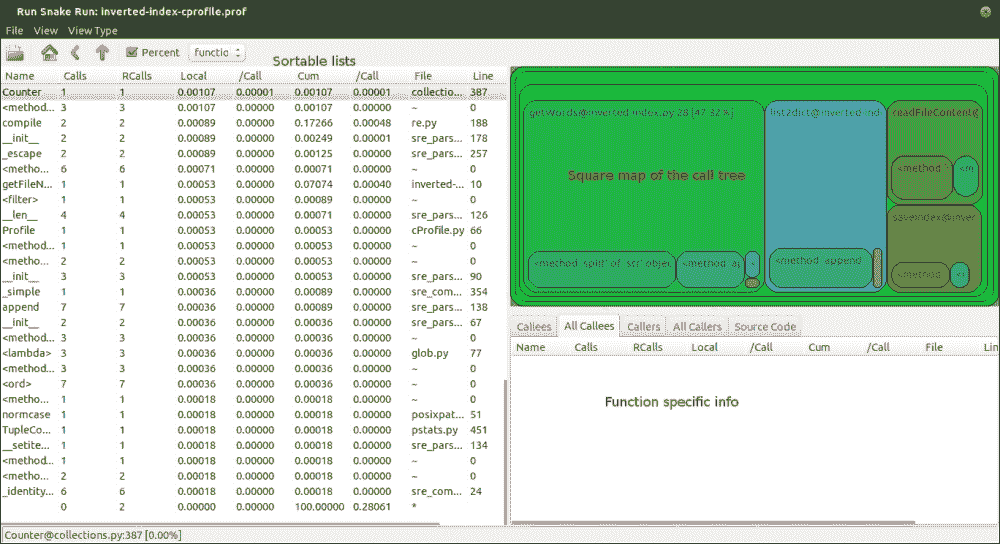 Run Snake Run: inverted-index-cprofile.prof
File View View Type
Percent functio
Sortable lists
Name Calls RCalls Local /Call Cum /Call File Line
Counter 1 1 0.00107 0.00001 0.00107 0.00001 collectio... 387
<method... 3 3 0.00107 0.00000 0.00107 0.00000 ~ 0
compile 2 2 0.00089 0.00000 0.17266 0.00048 re.py 188
__init__ 2 2 0.00089 0.00000 0.00249 0.00001 sre_pars... 178
_escape 2 2 0.00089 0.00000 0.00125 0.00000 sre_pars... 257
<metho... 6 6 0.00071 0.00000 0.00071 0.00000 ~ 0
getFileN... 1 1 0.00053 0.00000 0.07074 0.00040 inverted-... 10
<filter> 1 1 0.00053 0.00000 0.00089 0.00000 ~ 0
__len__ 4 4 0.00053 0.00000 0.00071 0.00000 sre_pars... 126
Profile 1 1 0.00053 0.00000 0.00053 0.00000 cProfile.py 66
<method... 1 1 0.00053 0.00000 0.00053 0.00000 ~ 0
<metho... 2 2 0.00053 0.00000 0.00053 0.00000 ~ 0
__init__ 3 3 0.00053 0.00000 0.00053 0.00000 sre_pars... 90
_simple 1 1 0.00036 0.00000 0.00089 0.00000 sre_com... 354
append 7 7 0.00036 0.00000 0.00089 0.00000 sre_pars... 138
__init__ 2 2 0.00036 0.00000 0.00036 0.00000 sre_pars... 67
<method... 3 3 0.00036 0.00000 0.00036 0.00000 ~ 0
<lambda> 3 3 0.00036 0.00000 0.00036 0.00000 glob.py 77
<method... 3 3 0.00036 0.00000 0.00036 0.00000 ~ 0
<ord> 7 7 0.00036 0.00000 0.00036 0.00000 ~ 0
<metho... 1 1 0.00018 0.00000 0.00018 0.00000 ~ 0
normcase 1 1 0.00018 0.00000 0.00018 0.00000 posixpat... 51
TupleCo... 1 1 0.00018 0.00000 0.00018 0.00000 pstats.py 451
__setite... 1 1 0.00018 0.00000 0.00018 0.00000 sre_pars... 134
<method... 1 1 0.00018 0.00000 0.00018 0.00000 ~ 0
<metho... 2 2 0.00018 0.00000 0.00018 0.00000 ~ 0
_identity... 6 6 0.00018 0.00000 0.00018 0.00000 sre_com... 24
0 2 0.00000 0.00000 100.00000 0.28061 *
getWords@inverted-index.py:28 [47.32%]
Square map of the call tree
<method 'split' of 'str' objec
<method 'ap
list2dict@inverted-ind
<method 'append'
readFileContent@
<method '
<m
saveIndex@inver
<method '
Callees All Callees Callers All Callers Source Code
Name Calls RCalls Local /Call Cum /Call File Lin
Function specific info
Counter@collections.py:387 [0.00%]